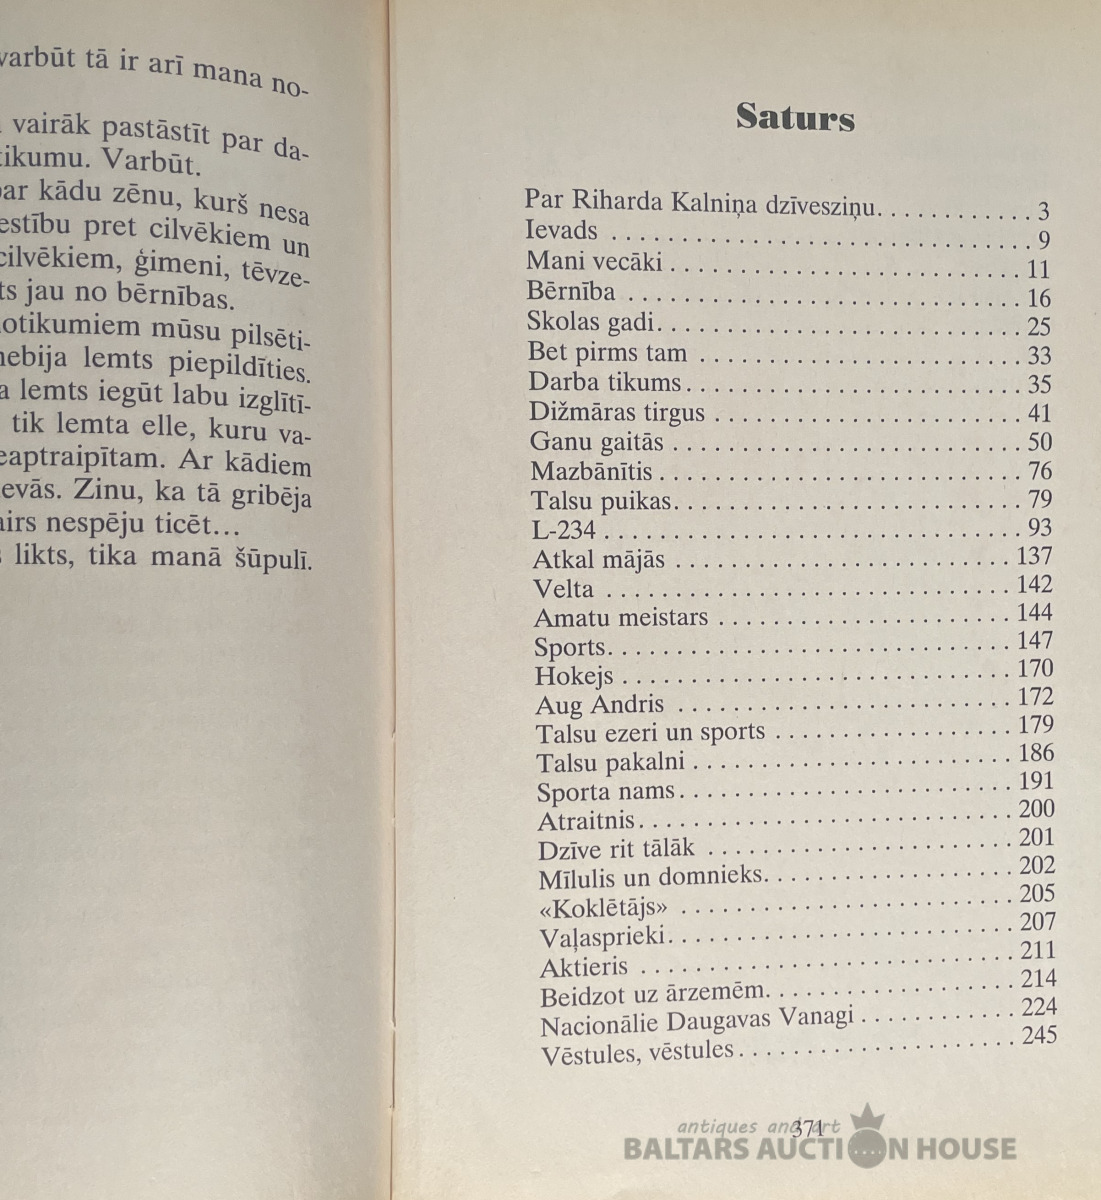 varbūt tā ir arī mana no-
vairāk pastāstīt par da-
tikumu. Varbūt.
par kādu zēnu, kurš nesa
estību pret cilvēkiem un
cilvēkiem, ģimeni, tēvze-
ts jau no bērnības.
notikumiem mūsu pilsēti-
nebija lemts piepildīties.
a lemts iegūt labu izglītī-
tik lemta elle, kuru va-
eaptraipītam. Ar kādiem
ievās. Zinu, ka tā gribēja
airs nespēju ticēt...
likts, tika manā šūpulī.
Saturs
Par Riharda Kalniņa dzīvesziņu. . . . . . . . . . . . 3
Ievads . . . . . . . . . . . . . . . . . . . . . . . . . . . . . . 9
Mani vecāki . . . . . . . . . . . . . . . . . . . . . . . . . 11
Bērnība . . . . . . . . . . . . . . . . . . . . . . . . . . . . 16
Skolas gadi. . . . . . . . . . . . . . . . . . . . . . . . . . 25
Bet pirms tam . . . . . . . . . . . . . . . . . . . . . . . 33
Darba tikums. . . . . . . . . . . . . . . . . . . . . . . . 35
Dižmāras tirgus . . . . . . . . . . . . . . . . . . . . . . 41
Ganu gaitās . . . . . . . . . . . . . . . . . . . . . . . . . 50
Mazbānītis . . . . . . . . . . . . . . . . . . . . . . . . . . 76
Talsu puikas. . . . . . . . . . . . . . . . . . . . . . . . . 79
L-234 . . . . . . . . . . . . . . . . . . . . . . . . . . . . . . 93
Atkal mājās . . . . . . . . . . . . . . . . . . . . . . . . 137
Velta . . . . . . . . . . . . . . . . . . . . . . . . . . . . . 142
Amatu meistars . . . . . . . . . . . . . . . . . . . . . 144
Sports. . . . . . . . . . . . . . . . . . . . . . . . . . . . . 147
Hokejs . . . . . . . . . . . . . . . . . . . . . . . . . . . . 170
Aug Andris . . . . . . . . . . . . . . . . . . . . . . . . 172
Talsu ezeri un sports . . . . . . . . . . . . . . . . . 179
Talsu pakalni . . . . . . . . . . . . . . . . . . . . . . . 186
Sporta nams. . . . . . . . . . . . . . . . . . . . . . . . 191
Atraitnis. . . . . . . . . . . . . . . . . . . . . . . . . . . 200
Dzīve rit tālāk . . . . . . . . . . . . . . . . . . . . . . 201
Mīlulis un domnieks. . . . . . . . . . . . . . . . . . 202
«Koklētājs» . . . . . . . . . . . . . . . . . . . . . . . . 205
Vaļasprieki. . . . . . . . . . . . . . . . . . . . . . . . . 207
Aktieris . . . . . . . . . . . . . . . . . . . . . . . . . . . 211
Beidzot uz ārzemēm. . . . . . . . . . . . . . . . . . 214
Nacionālie Daugavas Vanagi . . . . . . . . . . . 224
Vēstules, vēstules . . . . . . . . . . . . . . . . . . . . 245
371
antiques and art
BALTARS AUCTION HOUSE